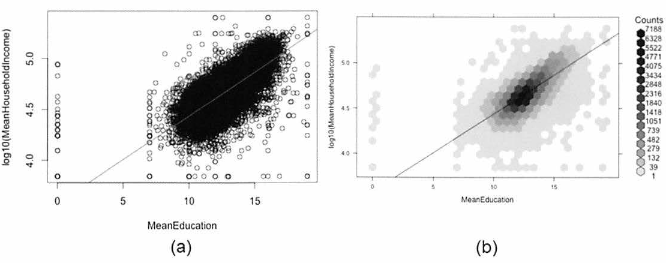 log10(MeanHouseholdIncome)
5.0
4.5
4.0
0 5 10 15
MeanEducation
(a)
log10(MeanHouseholdIncome)
5.0
4.5
4.0
0 5 10 15
MeanEducation
(b)
Counts
7188
6328
5522
4771
4075
3434
2848
2316
1840
1418
1051
739
482
279
132
39
1